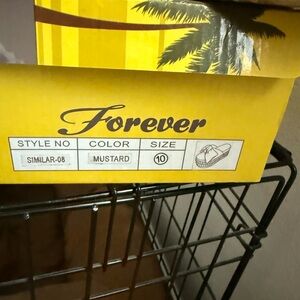 Forever
STYLE NO COLOR SIZE
SIMILAR-08 MUSTARD 10